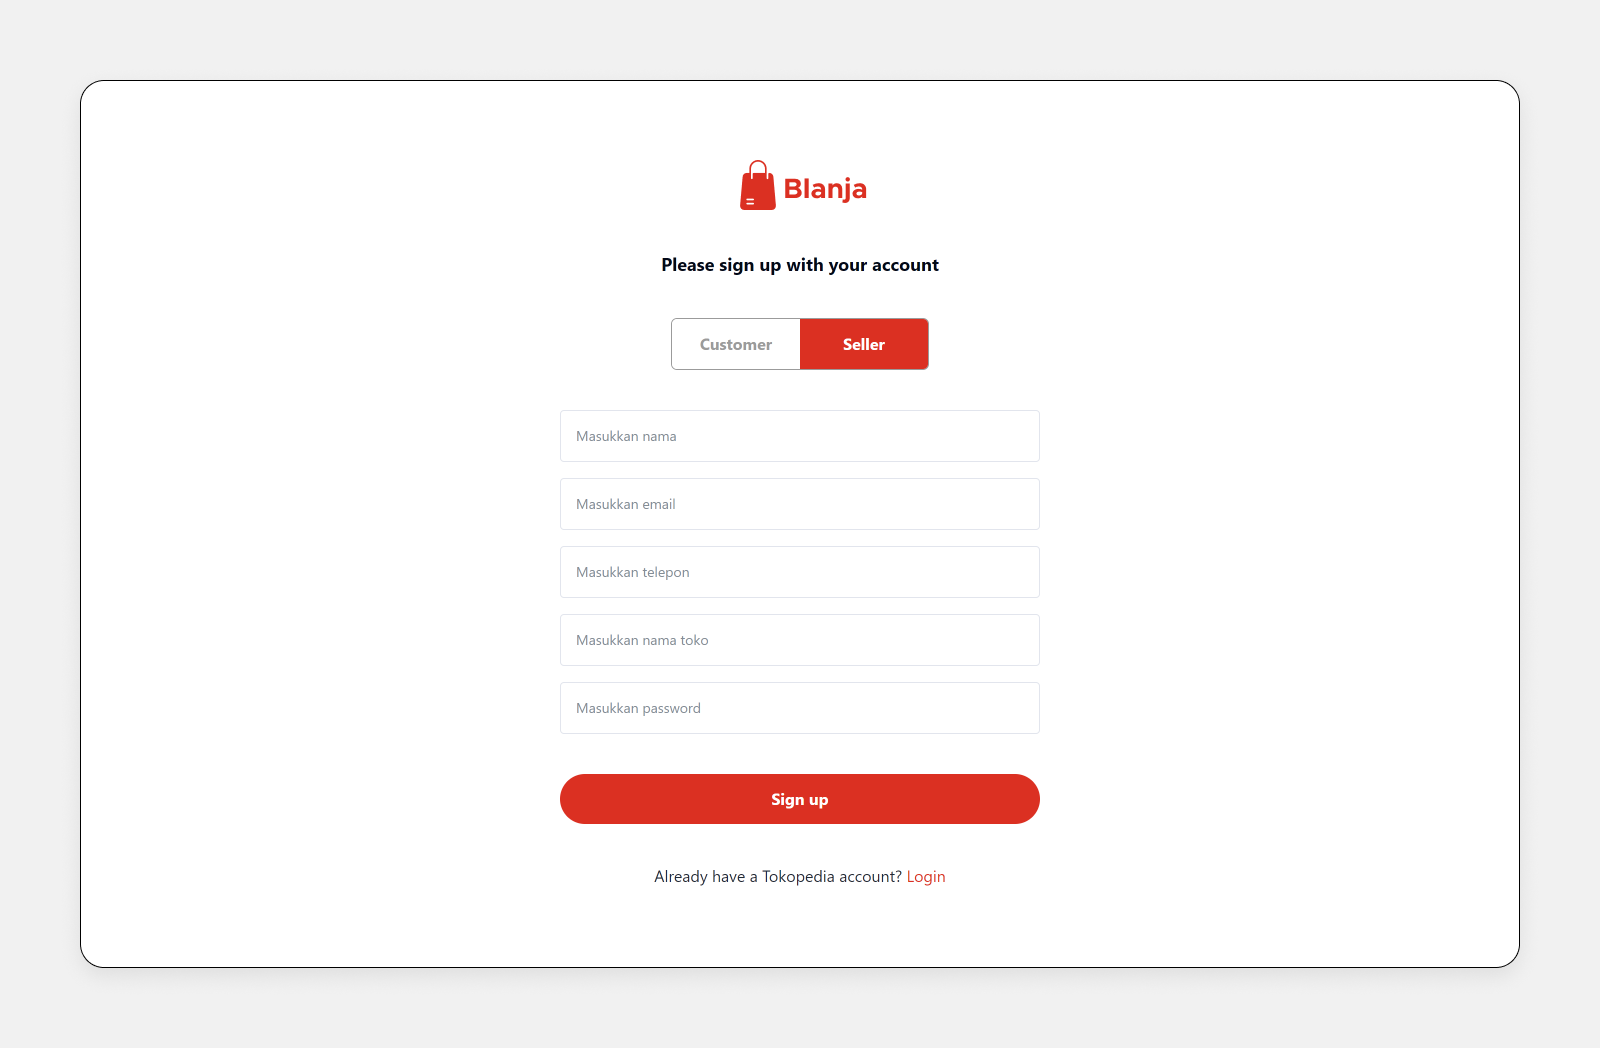 Blanja
Please sign up with your account
Customer Seller
Masukkan nama
Masukkan email
Masukkan telepon
Masukkan nama toko
Masukkan password
Sign up
Already have a Tokopedia account? Login